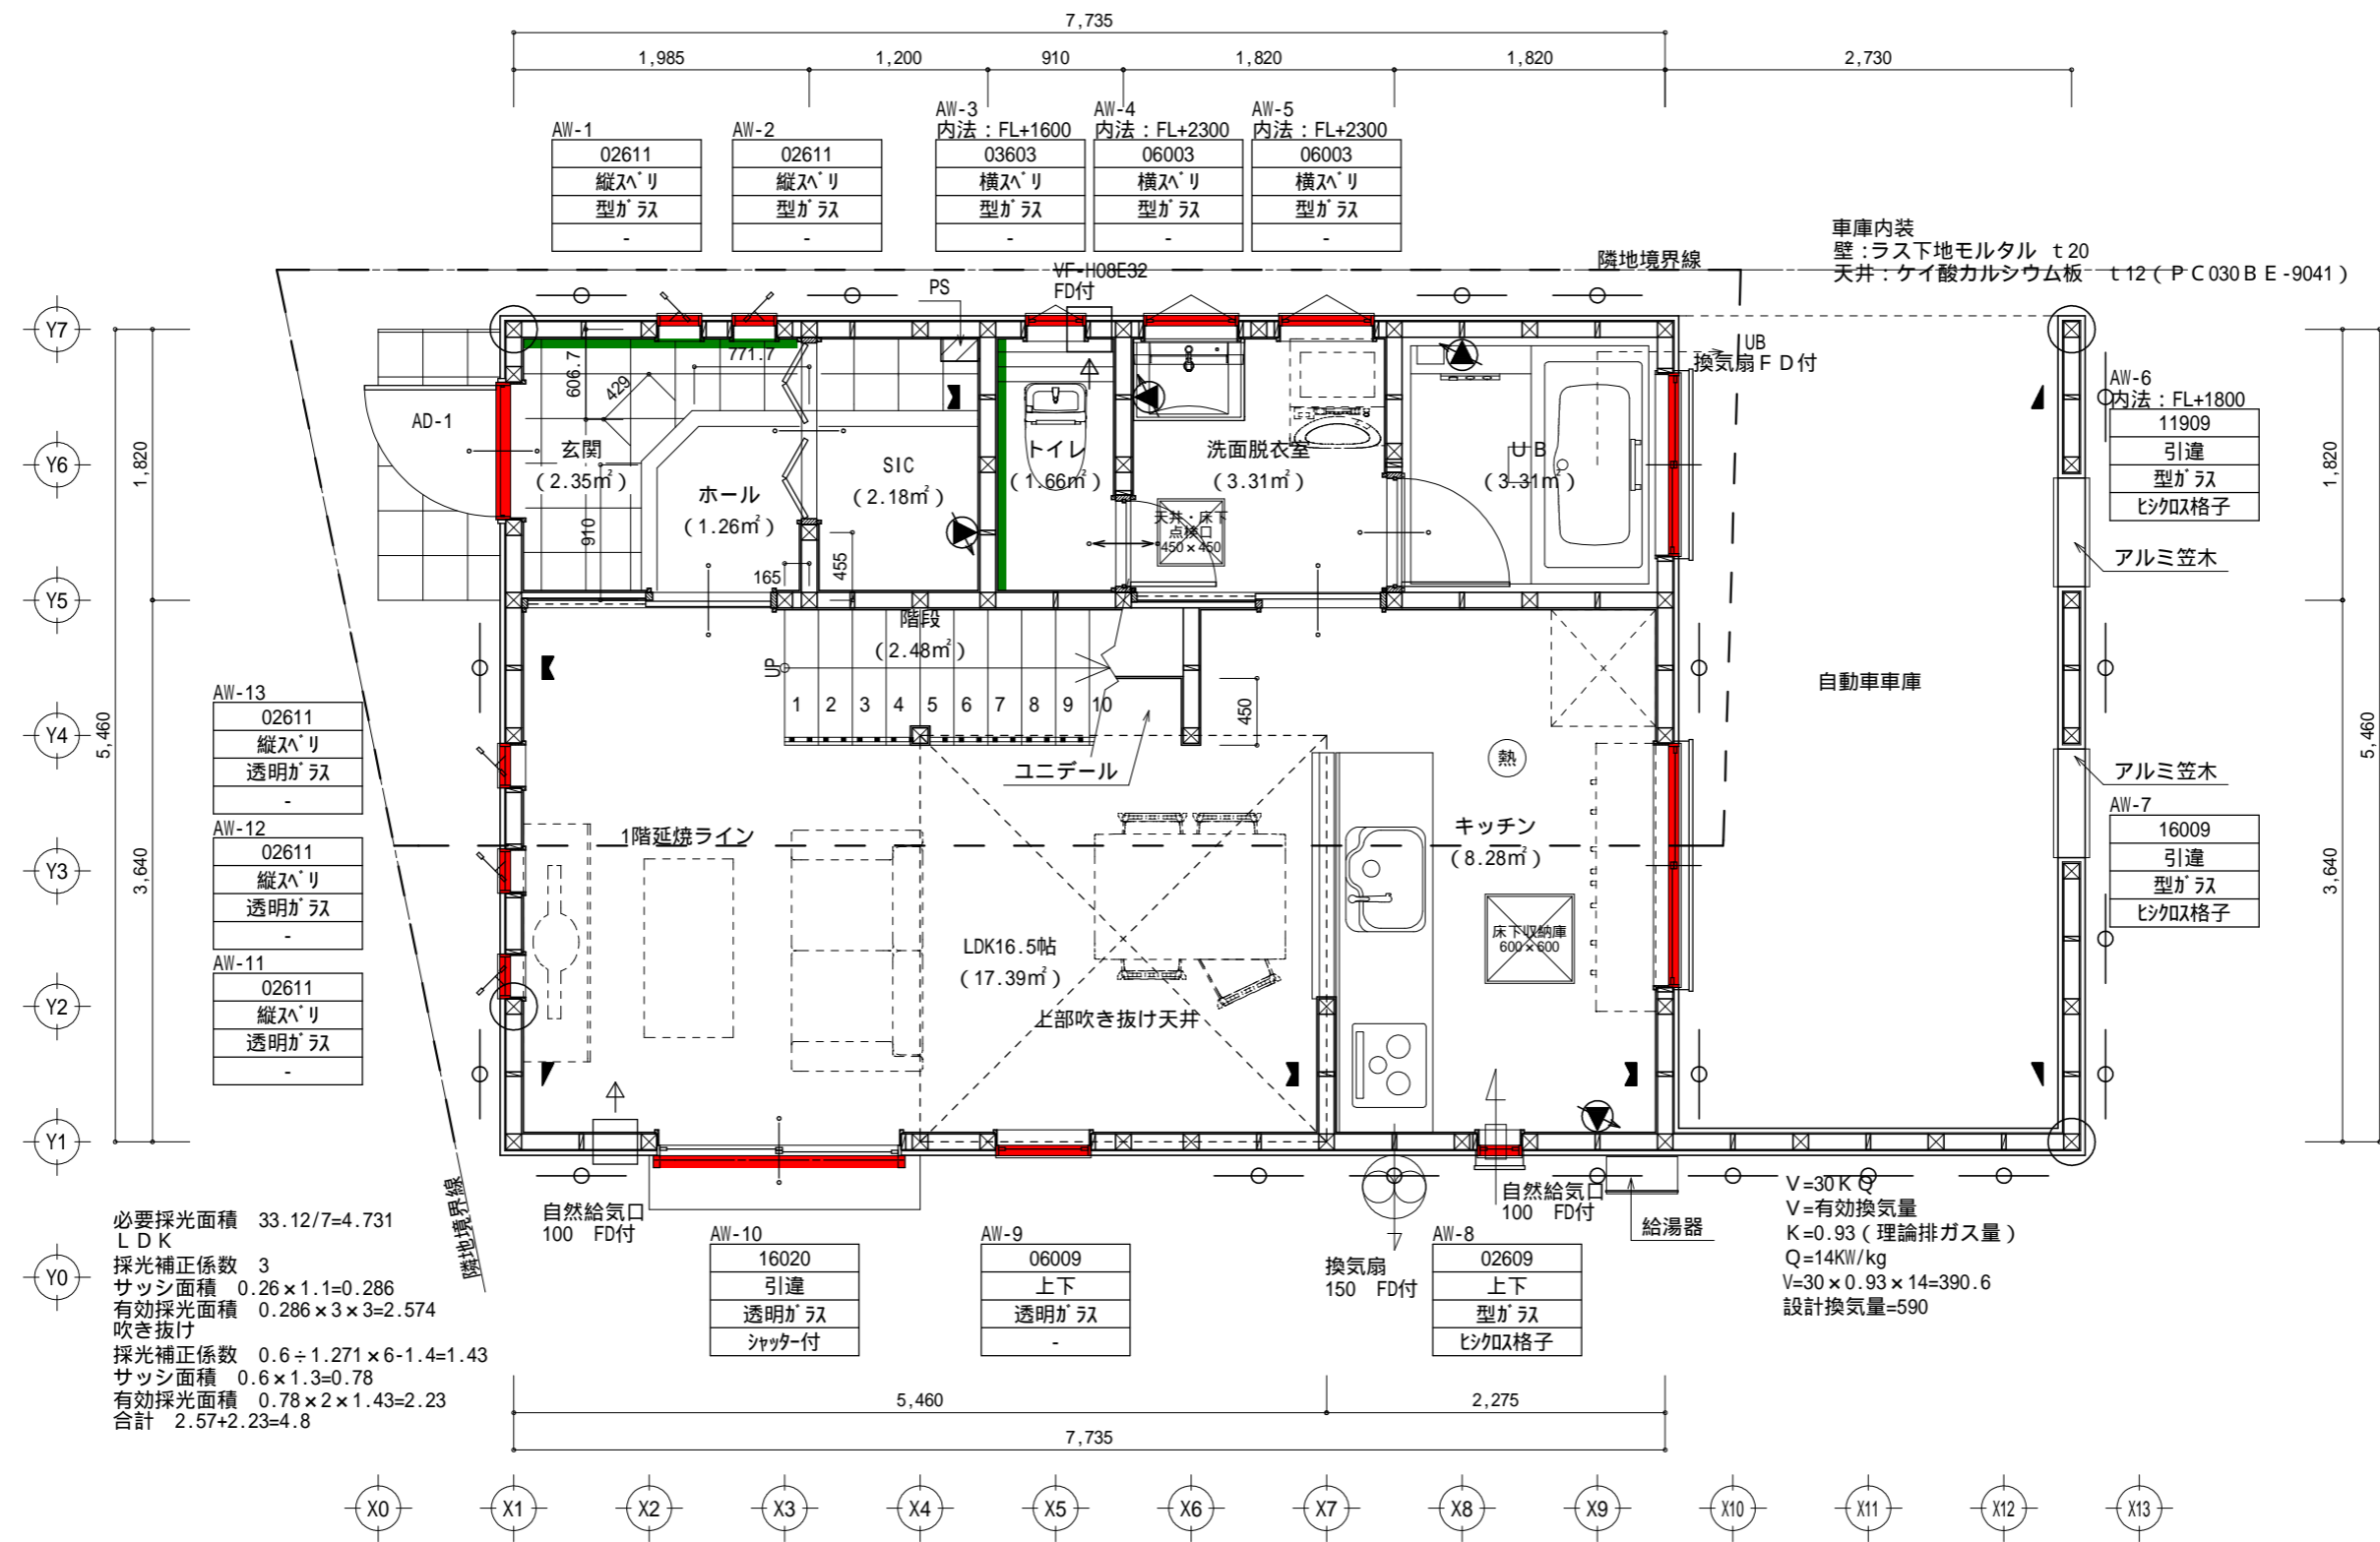 7,735
1,985
1,200
910
1,820
1,820
2,730
AW-1
02611
縦スベリ
型ガラス
-
AW-2
02611
縦スベリ
型ガラス
-
AW-3
内法：FL+1600
03603
横スベリ
型ガラス
-
AW-4
内法：FL+2300
06003
横スベリ
型ガラス
-
AW-5
内法：FL+2300
06003
横スベリ
型ガラス
-
車庫内装
壁：ラス下地モルタル t20
天井：ケイ酸カルシウム板 t12（PC030BE-9041）
隣地境界線
VF-H08E32
FD付
PS
UB
換気扇FD付
Y7
Y6
Y5
Y4
Y3
Y2
Y1
Y0
5,460
1,820
3,640
AD-1
606.7
429
771.7
910
165
455
玄関
（2.35㎡）
ホール
（1.26㎡）
SIC
（2.18㎡）
トイレ
（1.66㎡）
洗面脱衣室
（3.31㎡）
天井・床下
点検口
450×450
UB
（3.31㎡）
AW-6
内法：FL+1800
11909
引違
型ガラス
ヒシクロス格子
アルミ笠木
アルミ笠木
1,820
3,640
5,460
階段
（2.48㎡）
UP
1 2 3 4 5 6 7 8 9 10
450
ユニデール
自動車車庫
AW-13
02611
縦スベリ
透明ガラス
-
AW-12
02611
縦スベリ
透明ガラス
-
AW-11
02611
縦スベリ
透明ガラス
-
1階延焼ライン
熱
キッチン
（8.28㎡）
床下収納庫
600×600
LDK16.5帖
（17.39㎡）
上部吹き抜け天井
AW-7
16009
引違
型ガラス
ヒシクロス格子
隣地境界線
必要採光面積 33.12/7=4.731
LDK
採光補正係数 3
サッシ面積 0.26×1.1=0.286
有効採光面積 0.286×3×3=2.574
吹き抜け
採光補正係数 0.6÷1.271×6-1.4=1.43
サッシ面積 0.6×1.3=0.78
有効採光面積 0.78×2×1.43=2.23
合計 2.57+2.23=4.8
自然給気口
100 FD付
AW-10
16020
引違
透明ガラス
シャッター付
AW-9
06009
上下
透明ガラス
-
換気扇
150 FD付
AW-8
02609
上下
型ガラス
ヒシクロス格子
自然給気口
100 FD付
給湯器
V=30KQ
V=有効換気量
K=0.93（理論排ガス量）
Q=14KW/kg
V=30×0.93×14=390.6
設計換気量=590
5,460
2,275
7,735
X0
X1
X2
X3
X4
X5
X6
X7
X8
X9
X10
X11
X12
X13